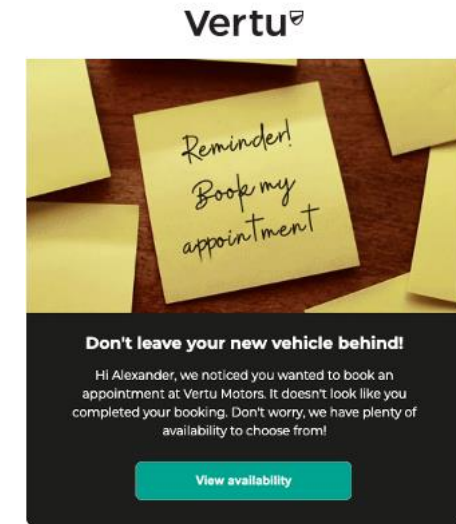 Vertu
Reminder!
Book my
appointment
Don't leave your new vehicle behind!
Hi Alexander, we noticed you wanted to book an
appointment at Vertu Motors. It doesn't look like you
completed your booking. Don't worry, we have plenty of
availability to choose from!
View availability